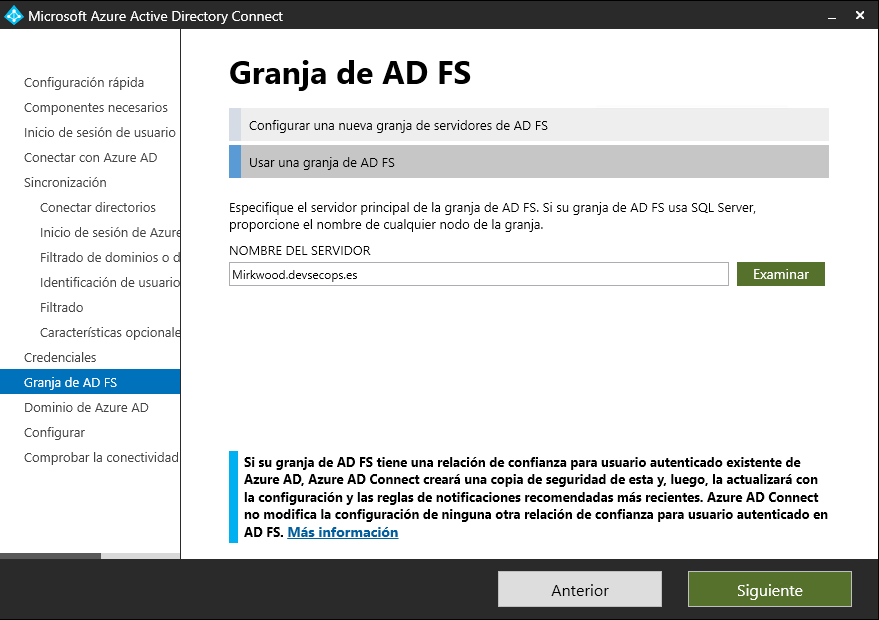 Microsoft Azure Active Directory Connect
Configuración rápida
Componentes necesarios
Inicio de sesión de usuario
Conectar con Azure AD
Sincronización
Conectar directorios
Inicio de sesión de Azure
Filtrado de dominios o d
Identificación de usuario
Filtrado
Características opcionale
Credenciales
Granja de AD FS
Dominio de Azure AD
Configurar
Comprobar la conectividad
Granja de AD FS
Configurar una nueva granja de servidores de AD FS
Usar una granja de AD FS
Especifique el servidor principal de la granja de AD FS. Si su granja de AD FS usa SQL Server,
proporcione el nombre de cualquier nodo de la granja.
NOMBRE DEL SERVIDOR
Mirkwood.devsecops.es
Examinar
Si su granja de AD FS tiene una relación de confianza para usuario autenticado existente de
Azure AD, Azure AD Connect creará una copia de seguridad de esta y, luego, la actualizará con
la configuración y las reglas de notificaciones recomendadas más recientes. Azure AD Connect
no modifica la configuración de ninguna otra relación de confianza para usuario autenticado en
AD FS. Más información
Anterior
Siguiente